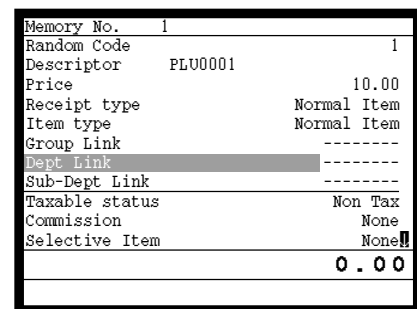 Memory No. 1
Random Code 1
Descriptor PLU0001
Price 10.00
Receipt type Normal Item
Item type Normal Item
Group Link --------
Dept Link --------
Sub-Dept Link --------
Taxable status Non Tax
Commission None
Selective Item None↓
0.00